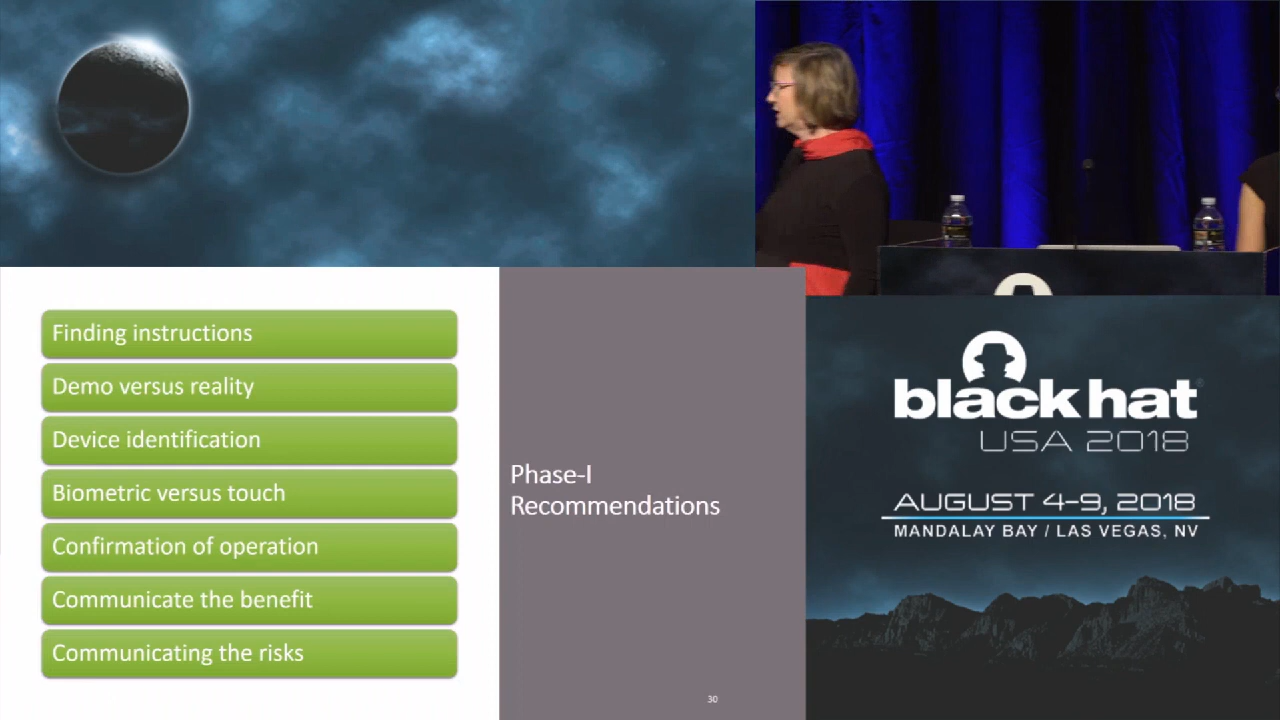 Finding instructions
Demo versus reality
Device identification
Biometric versus touch
Confirmation of operation
Communicate the benefit
Communicating the risks
Phase-I
Recommendations
30
black hat
USA 2018
AUGUST 4-9, 2018
MANDALAY BAY / LAS VEGAS, NV